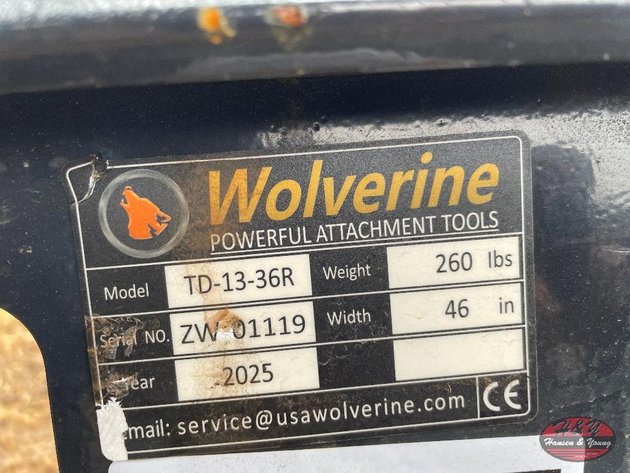 Wolverine
POWERFUL ATTACHMENT TOOLS
Model TD-13-36R Weight 260 lbs
Serial No. ZW 01119 Width 46 in
Year 2025
Email: service@usawolverine.com CE
H&Y
Hansen & Young